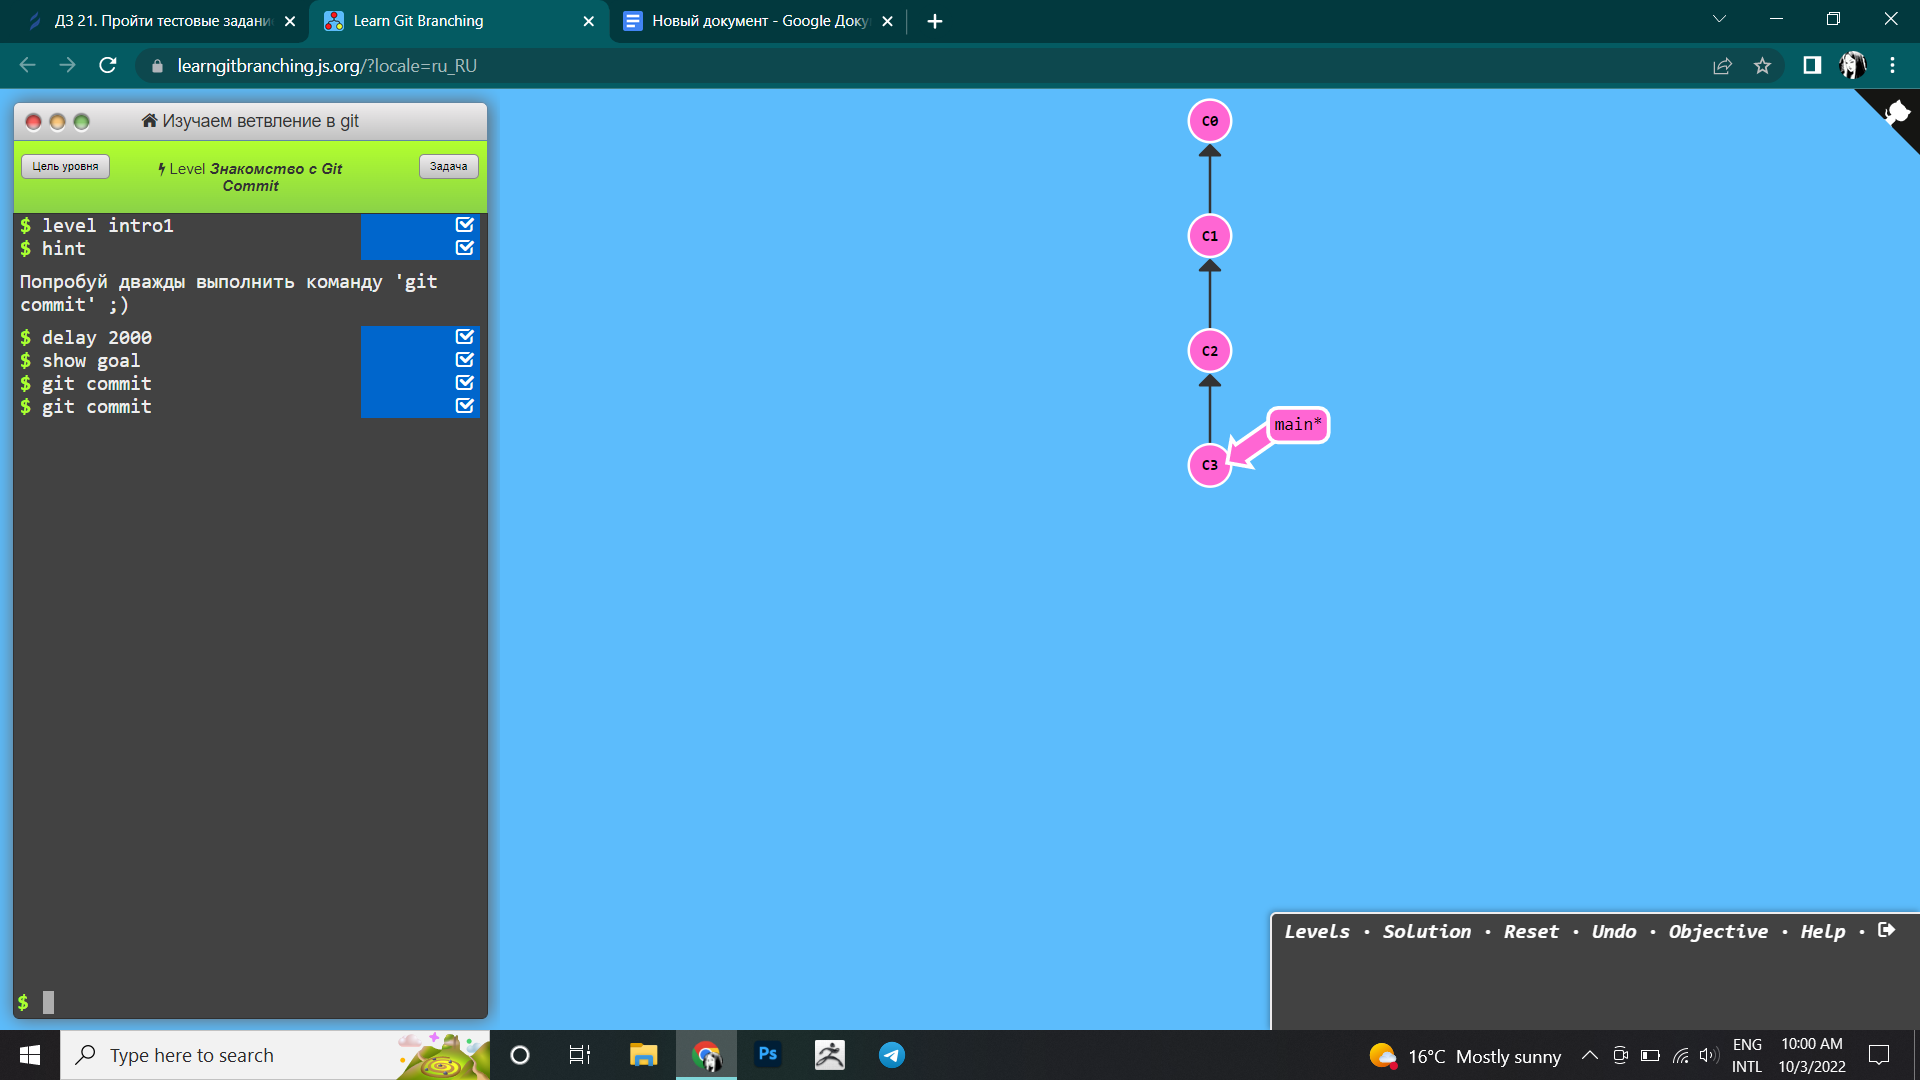 ДЗ 21. Пройти тестовые задани
Learn Git Branching
Новый документ - Google Доку
learngitbranching.js.org/?locale=ru_RU
Изучаем ветвление в git
Цель уровня
Level Знакомство с Git
Commit
Задача
$ level intro1
$ hint
Попробуй дважды выполнить команду 'git
commit' ;)
$ delay 2000
$ show goal
$ git commit
$ git commit
$
C0
C1
C2
main*
C3
Levels · Solution · Reset · Undo · Objective · Help ·
Type here to search
Ps
16°C Mostly sunny
ENG
INTL
10:00 AM
10/3/2022